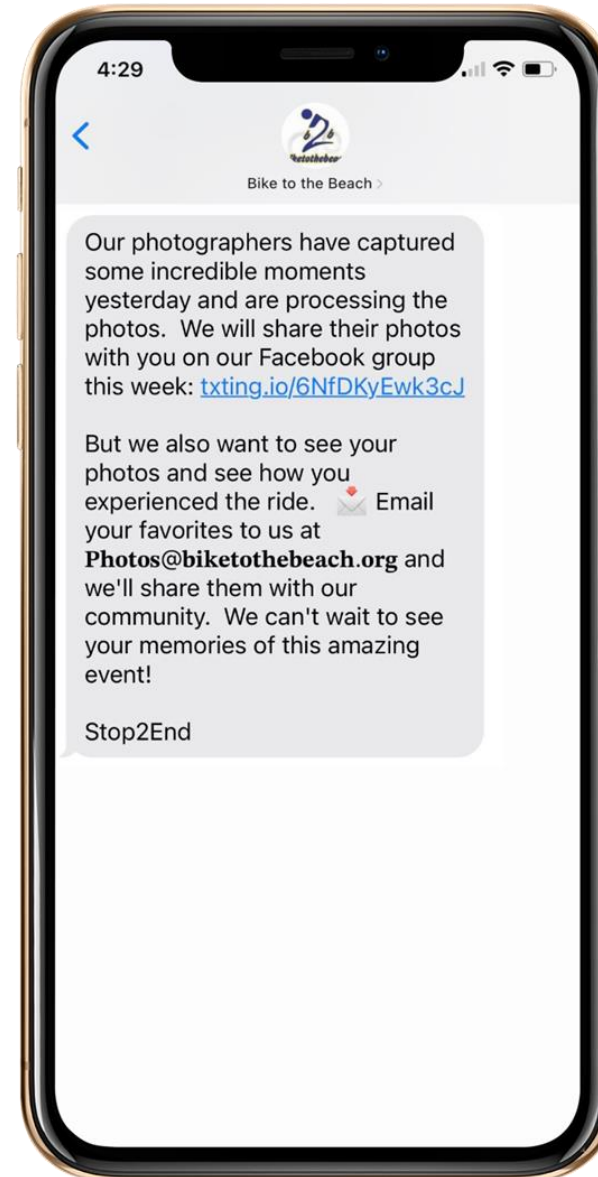 4:29
Bike to the Beach >
Our photographers have captured
some incredible moments
yesterday and are processing the
photos.  We will share their photos
with you on our Facebook group
this week: txting.io/6NfDKyEwk3cJ
But we also want to see your
photos and see how you
experienced the ride.  📩 Email
your favorites to us at
Photos@biketothebeach.org and
we'll share them with our
community.  We can't wait to see
your memories of this amazing
event!
Stop2End